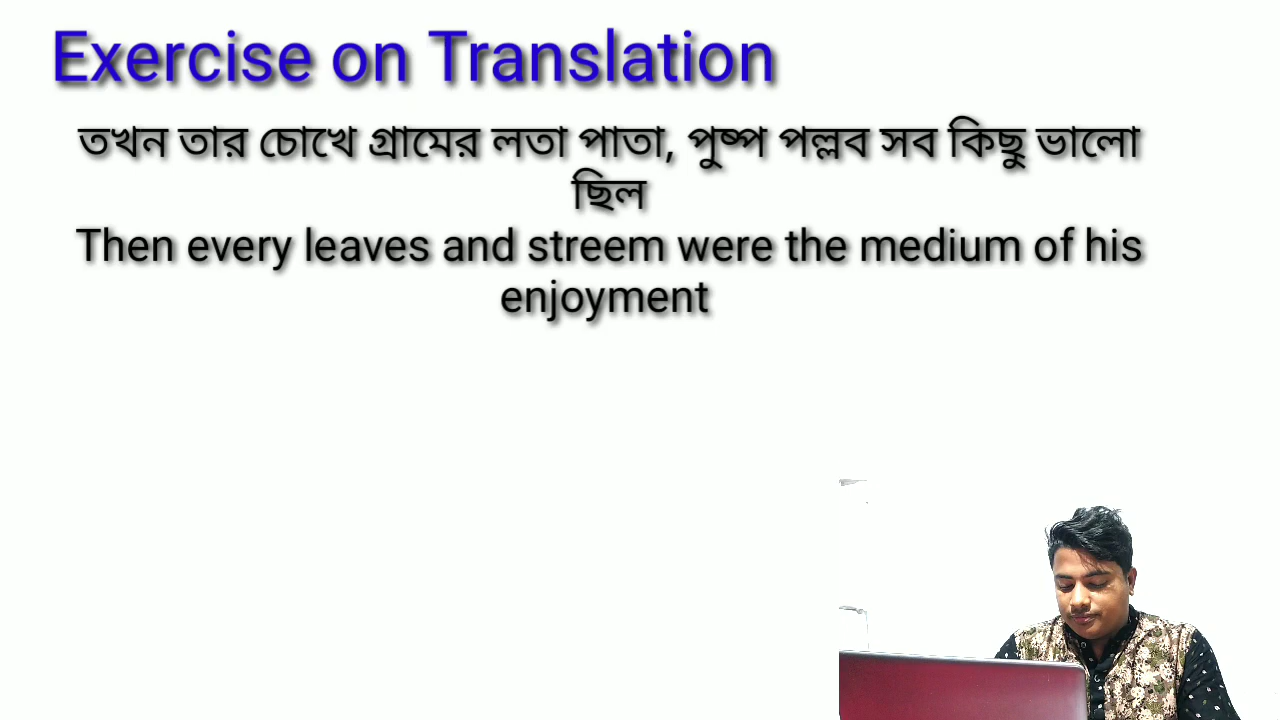 Exercise on Translation
তখন তার চোখে গ্রামের লতা পাতা, পুষ্প পল্লব সব কিছু ভালো
ছিল
Then every leaves and streem were the medium of his
enjoyment